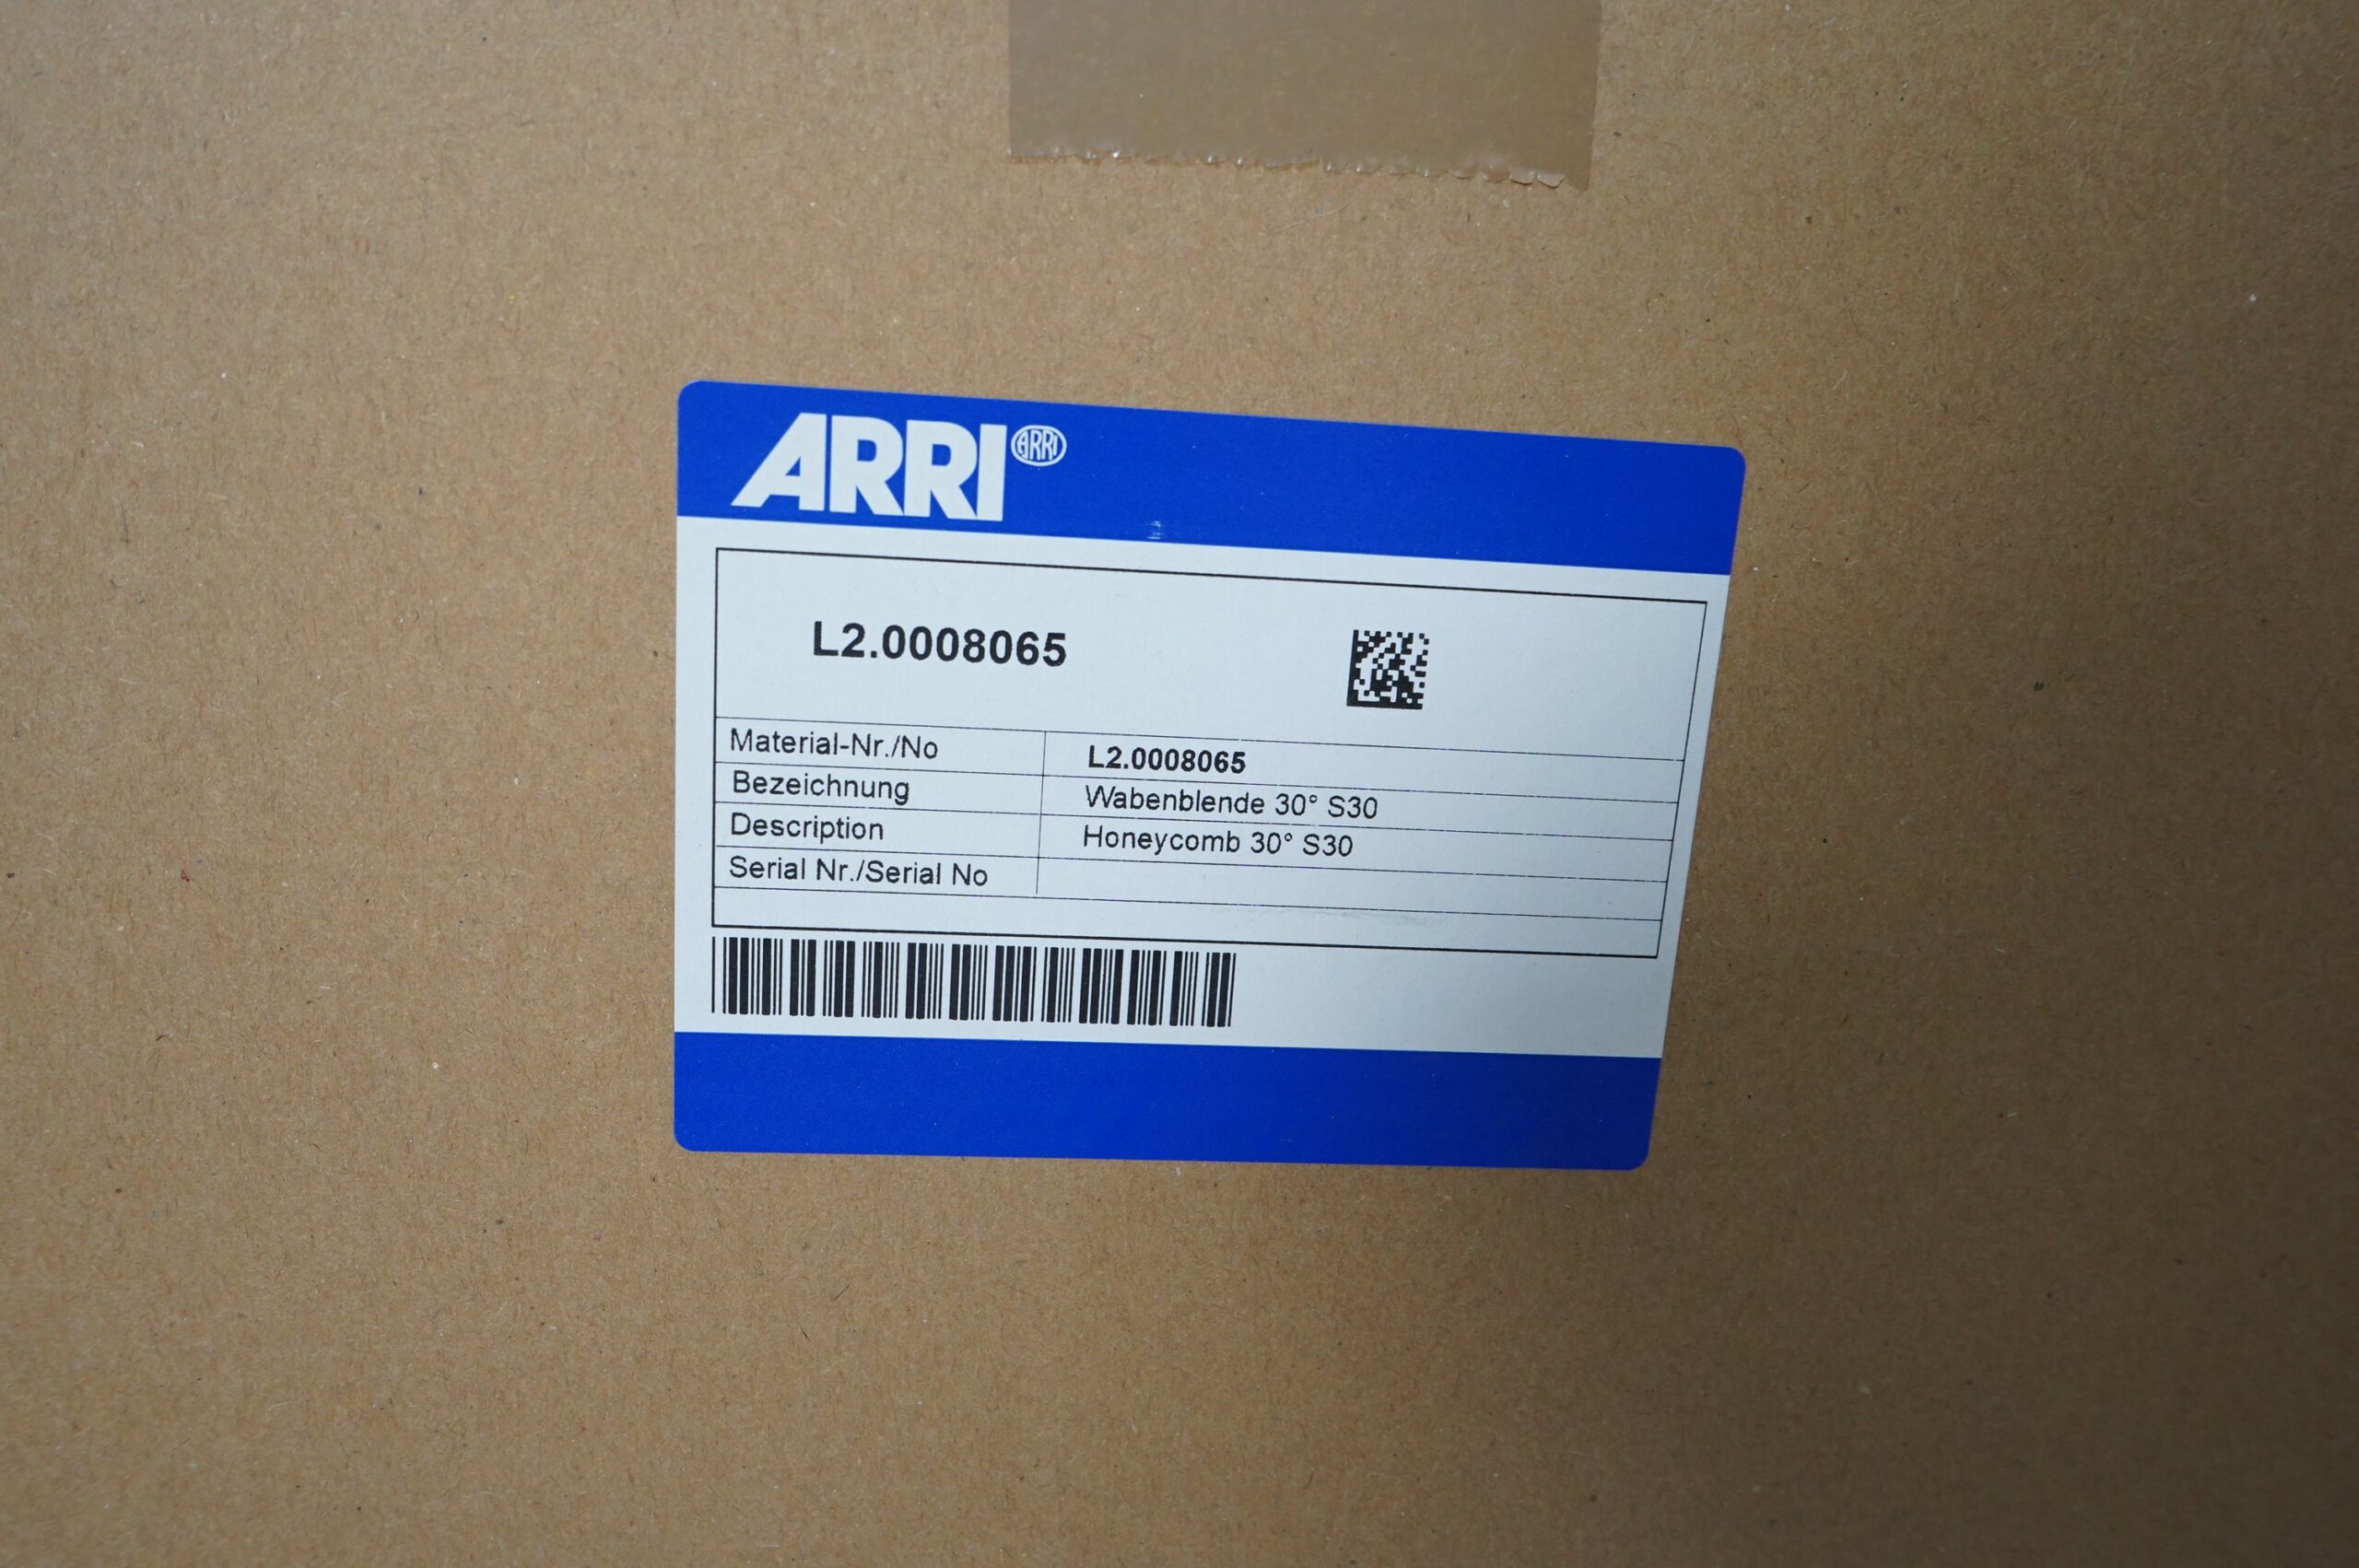 ARRI ARRI
L2.0008065
Material-Nr./No L2.0008065
Bezeichnung Wabenblende 30° S30
Description Honeycomb 30° S30
Serial Nr./Serial No